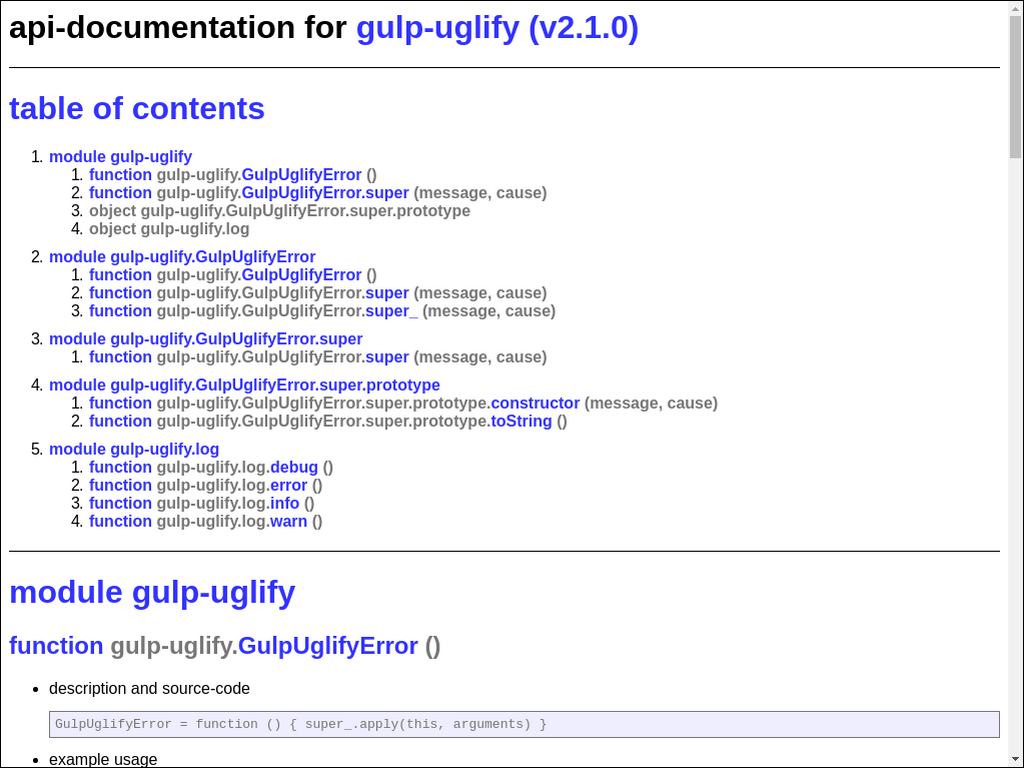 api-documentation for gulp-uglify (v2.1.0)
table of contents
1. module gulp-uglify
1. function gulp-uglify.GulpUglifyError ()
2. function gulp-uglify.GulpUglifyError.super (message, cause)
3. object gulp-uglify.GulpUglifyError.super.prototype
4. object gulp-uglify.log
2. module gulp-uglify.GulpUglifyError
1. function gulp-uglify.GulpUglifyError ()
2. function gulp-uglify.GulpUglifyError.super (message, cause)
3. function gulp-uglify.GulpUglifyError.super_ (message, cause)
3. module gulp-uglify.GulpUglifyError.super
1. function gulp-uglify.GulpUglifyError.super (message, cause)
4. module gulp-uglify.GulpUglifyError.super.prototype
1. function gulp-uglify.GulpUglifyError.super.prototype.constructor (message, cause)
2. function gulp-uglify.GulpUglifyError.super.prototype.toString ()
5. module gulp-uglify.log
1. function gulp-uglify.log.debug ()
2. function gulp-uglify.log.error ()
3. function gulp-uglify.log.info ()
4. function gulp-uglify.log.warn ()
module gulp-uglify
function gulp-uglify.GulpUglifyError ()
• description and source-code
GulpUglifyError = function () { super_.apply(this, arguments) }
• example usage